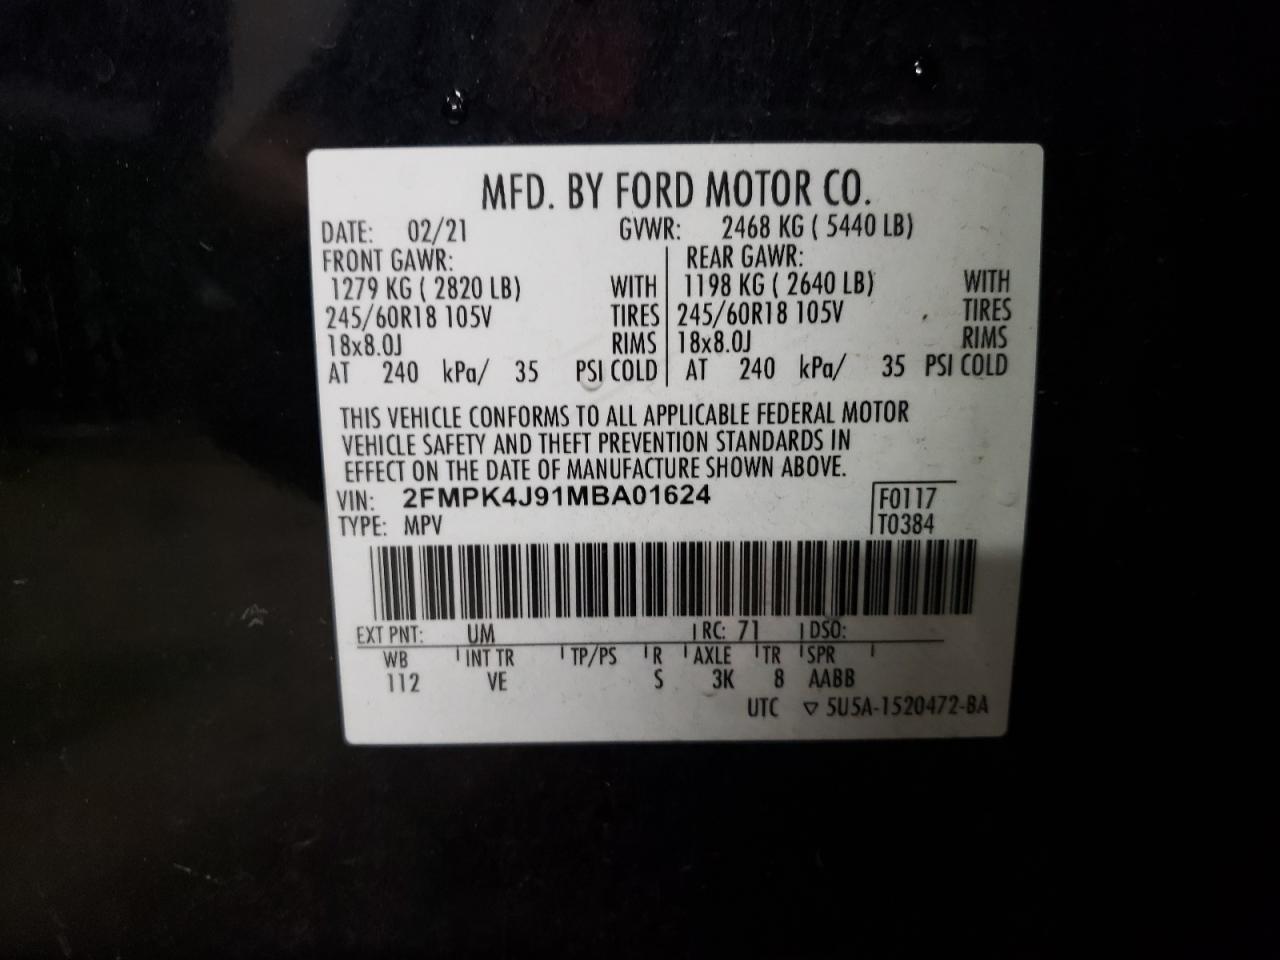 MFD. BY FORD MOTOR CO.
DATE: 02/21 GVWR: 2468 KG ( 5440 LB)
FRONT GAWR: REAR GAWR:
1279 KG ( 2820 LB) WITH 1198 KG ( 2640 LB) WITH
245/60R18 105V TIRES 245/60R18 105V TIRES
18x8.0J RIMS 18x8.0J RIMS
AT 240 kPa/ 35 PSI COLD AT 240 kPa/ 35 PSI COLD
THIS VEHICLE CONFORMS TO ALL APPLICABLE FEDERAL MOTOR
VEHICLE SAFETY AND THEFT PREVENTION STANDARDS IN
EFFECT ON THE DATE OF MANUFACTURE SHOWN ABOVE.
VIN: 2FMPK4J91MBA01624 F0117
TYPE: MPV T0384
EXT PNT: UM RC: 71 DSO:
WB INT TR TP/PS R AXLE TR SPR
112 VE S 3K 8 AABB
UTC ▽ 5U5A-1520472-BA